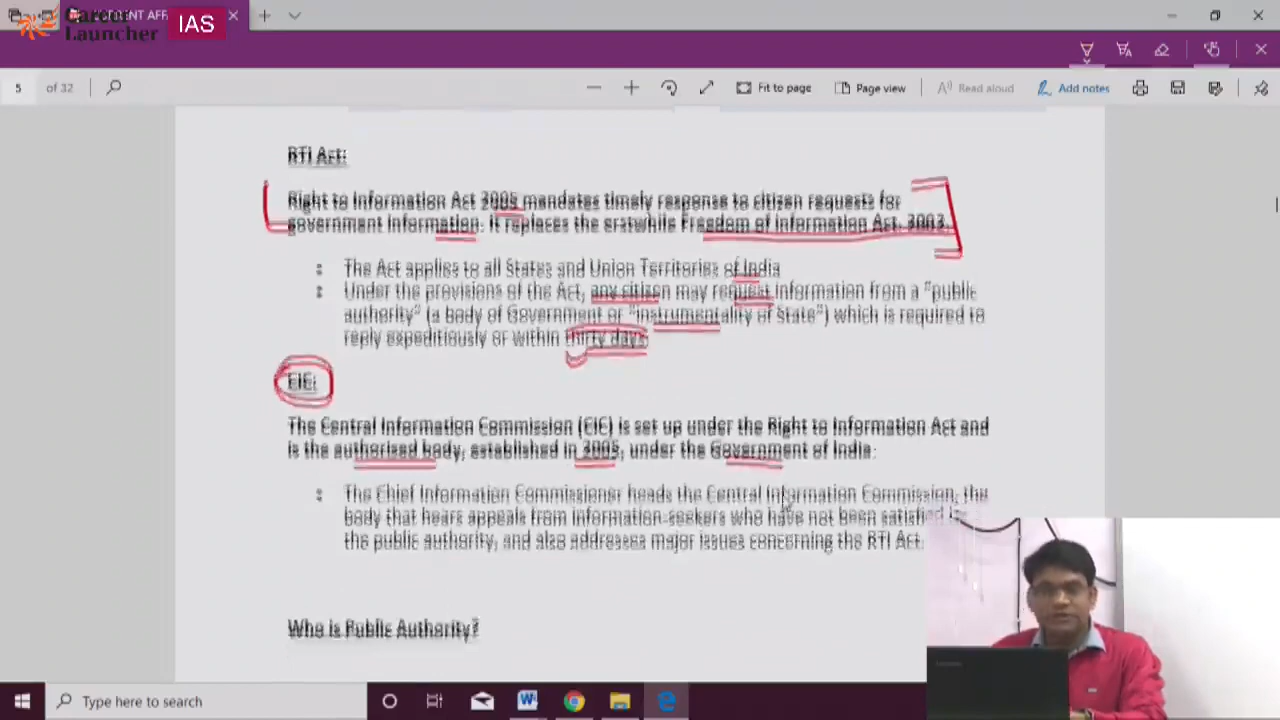 CURRENT AFF
Career
Launcher
IAS
5 of 32
Fit to page
Page view
Read aloud
Add notes
RTI Act:
Right to Information Act 2005 mandates timely response to citizen requests for
government information. It replaces the erstwhile Freedom of information Act, 2002.
The Act applies to all States and Union Territories of India
Under the provisions of the Act, any citizen may request information from a "public
authority" (a body of Government or "instrumentality of State") which is required to
reply expeditiously or within thirty days.
CIC:
The Central Information Commission (CIC) is set up under the Right to Information Act and
is the authorised body, established in 2005, under the Government of India:
The Chief Information Commissioner heads the Central Information Commission, the
body that hears appeals from information-seekers who have not been satisfied
the public authority, and also addresses major issues concerning the RTI Act.
Who is Public Authority?
Type here to search